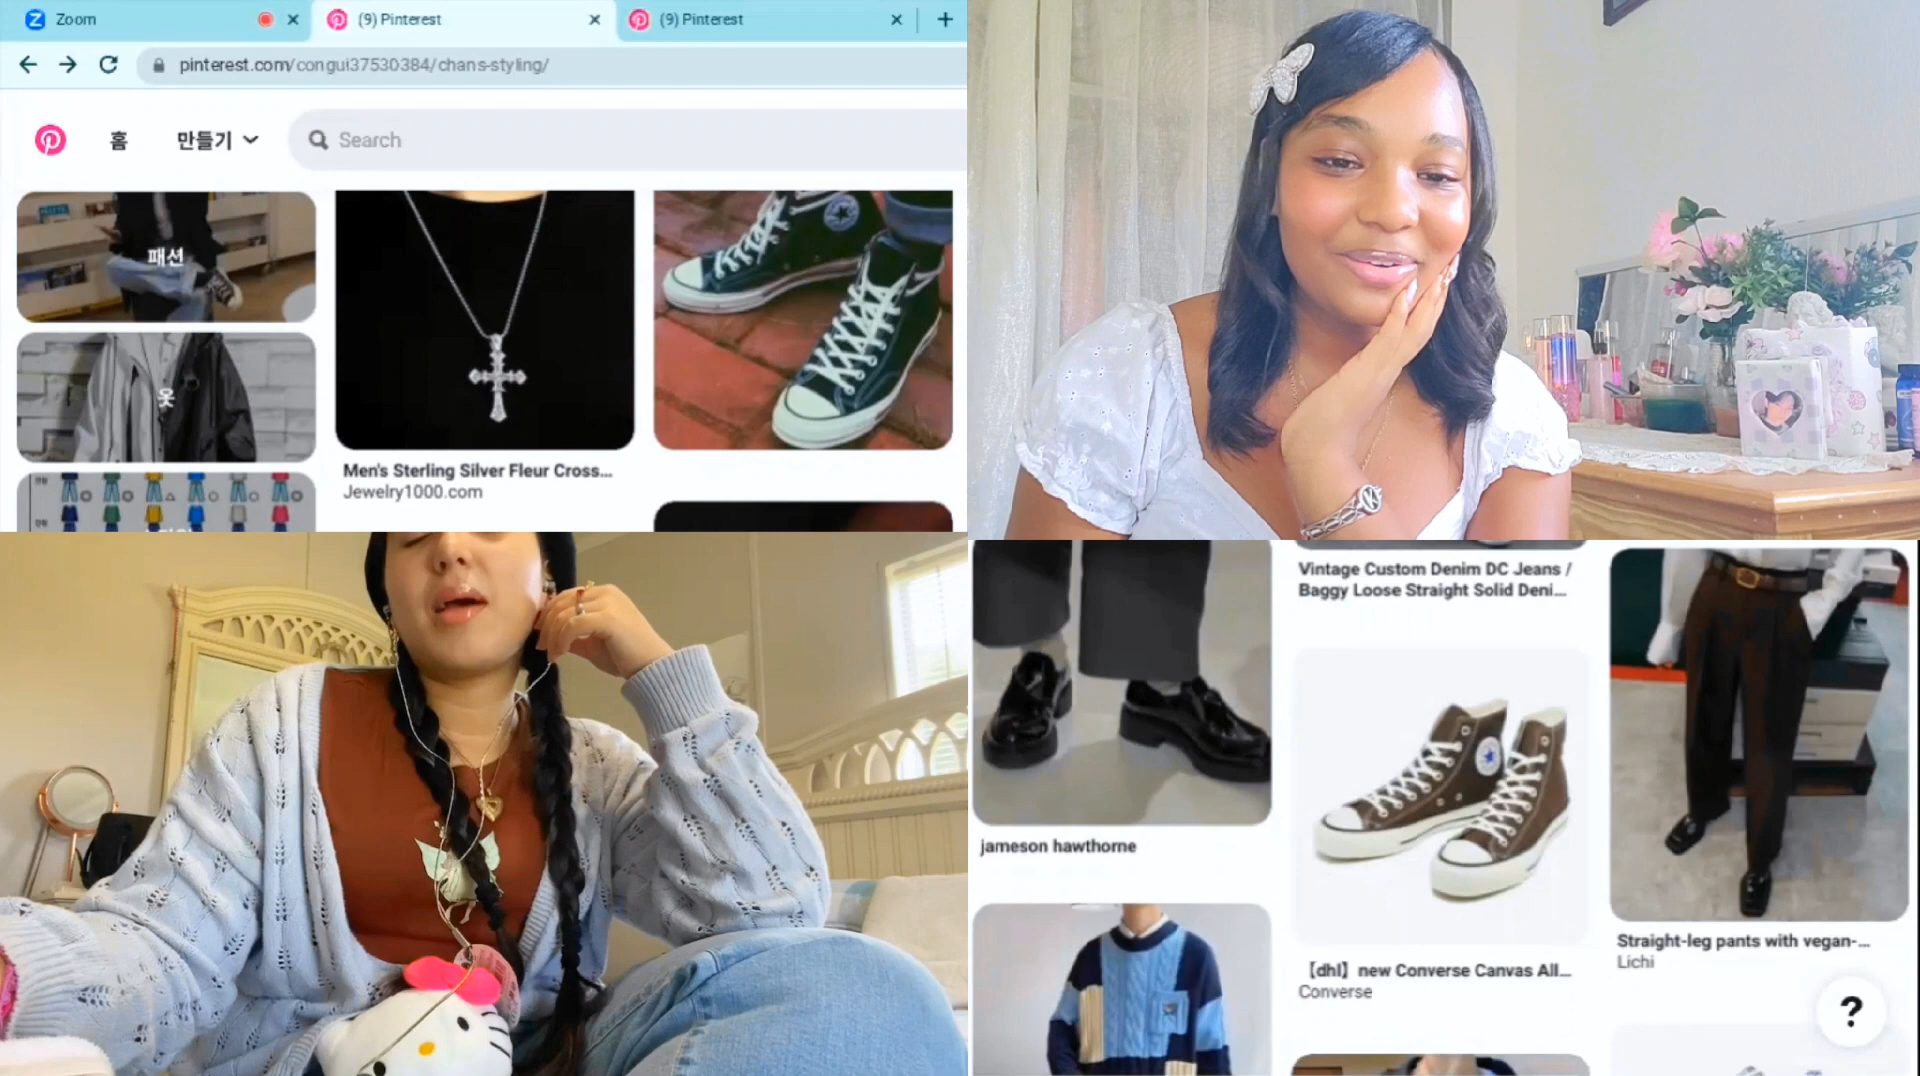 Zoom
(9) Pinterest
(9) Pinterest
pinterest.com/congui37530384/chans-styling/
홈
만들기
Search
패션
옷
Men's Sterling Silver Fleur Cross...
Jewelry1000.com
Vintage Custom Denim DC Jeans /
Baggy Loose Straight Solid Deni...
jameson hawthorne
【dhl】new Converse Canvas All...
Converse
Straight-leg pants with vegan-...
Lichi
?